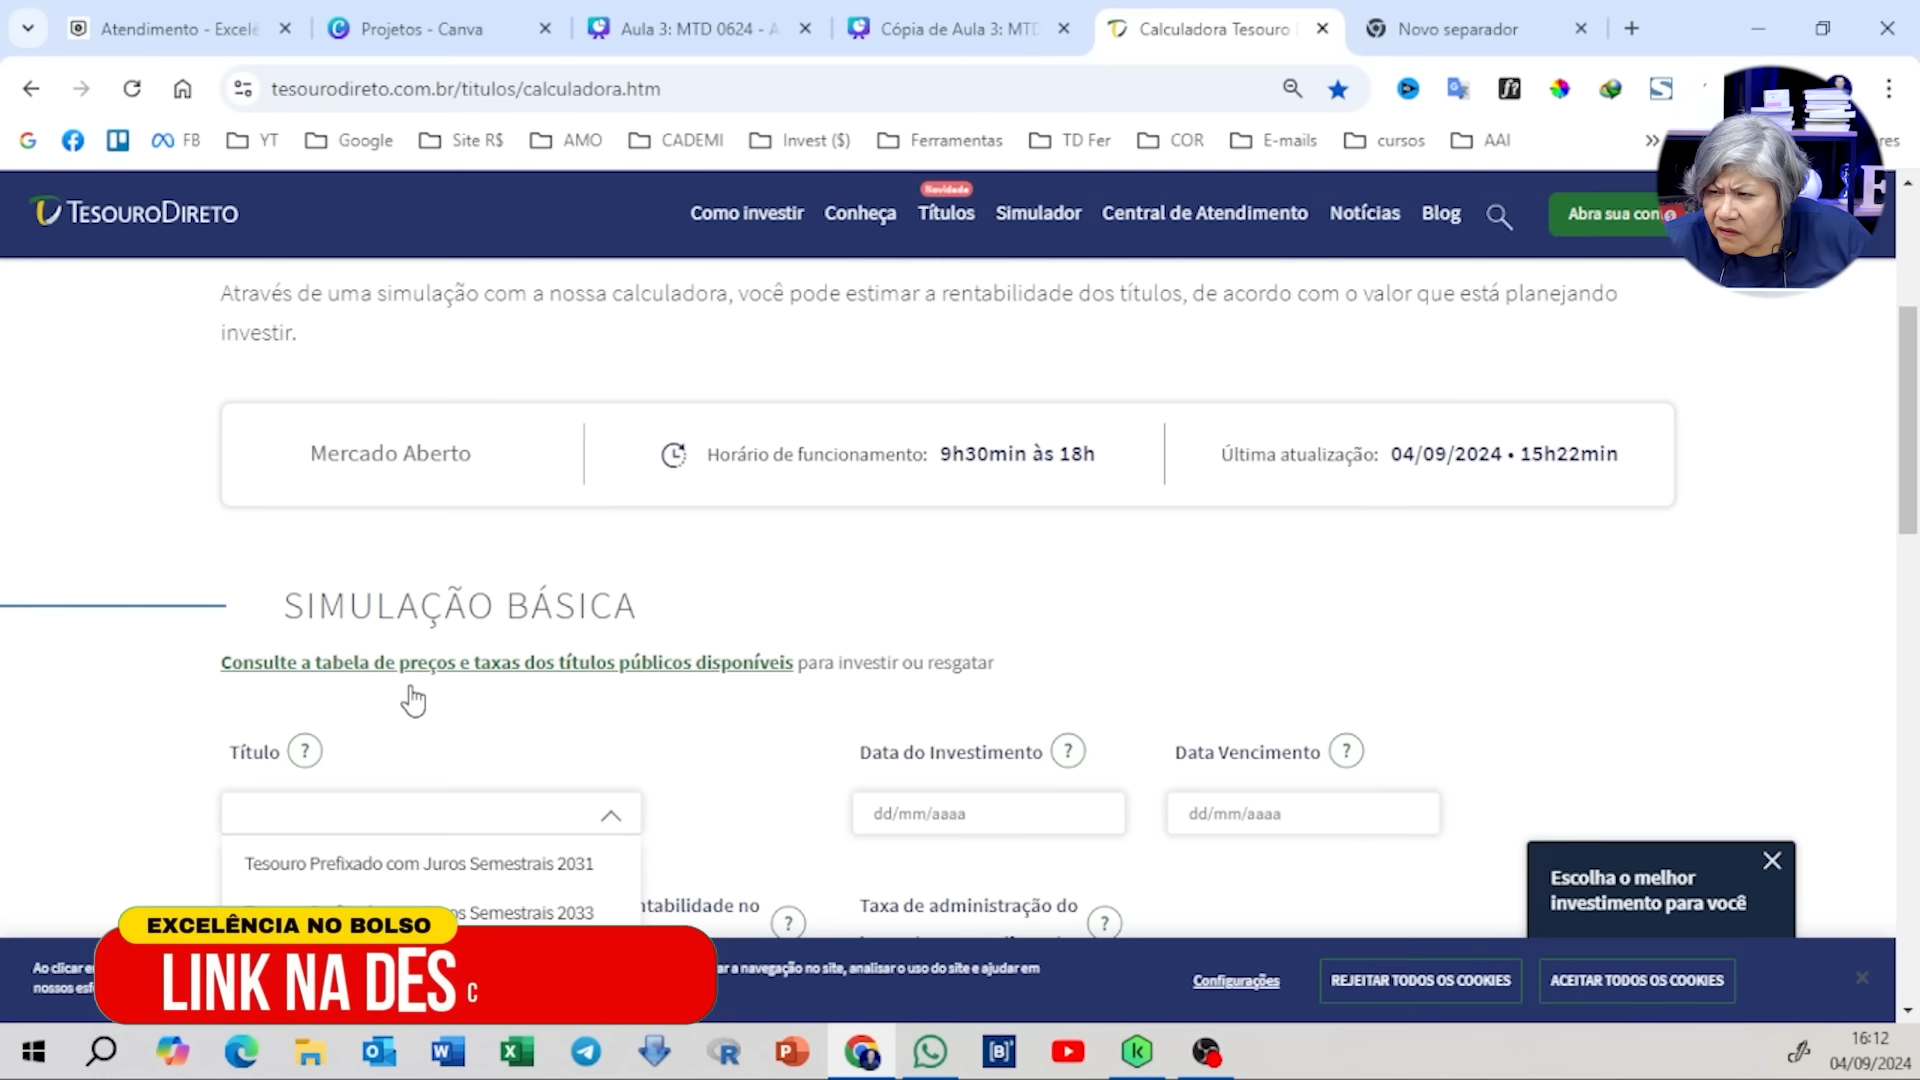 Atendimento - Excelê
Projetos - Canva
Aula 3: MTD 0624 - A
Cópia de Aula 3: MTD
Calculadora Tesouro
Novo separador
tesourodireto.com.br/titulos/calculadora.htm
FB
YT
Google
Site R$
AMO
CADEMI
Invest ($)
Ferramentas
TD Fer
COR
E-mails
cursos
AAI
TESOURODIRETO
Como investir
Conheça
Novidade
Títulos
Simulador
Central de Atendimento
Notícias
Blog
Abra sua con
Através de uma simulação com a nossa calculadora, você pode estimar a rentabilidade dos títulos, de acordo com o valor que está planejando
investir.
Mercado Aberto
Horário de funcionamento: 9h30min às 18h
Última atualização: 04/09/2024 • 15h22min
SIMULAÇÃO BÁSICA
Consulte a tabela de preços e taxas dos títulos públicos disponíveis para investir ou resgatar
Título ?
Data do Investimento ?
Data Vencimento ?
dd/mm/aaaa
dd/mm/aaaa
Tesouro Prefixado com Juros Semestrais 2031
os Semestrais 2033
ntabilidade no ?
Taxa de administração do ?
Escolha o melhor
investimento para você
EXCELÊNCIA NO BOLSO
LINK NA DESC
Ao clicar e
nossos esf
ar a navegação no site, analisar o uso do site e ajudar em
Configurações
REJEITAR TODOS OS COOKIES
ACEITAR TODOS OS COOKIES
16:12
04/09/2024